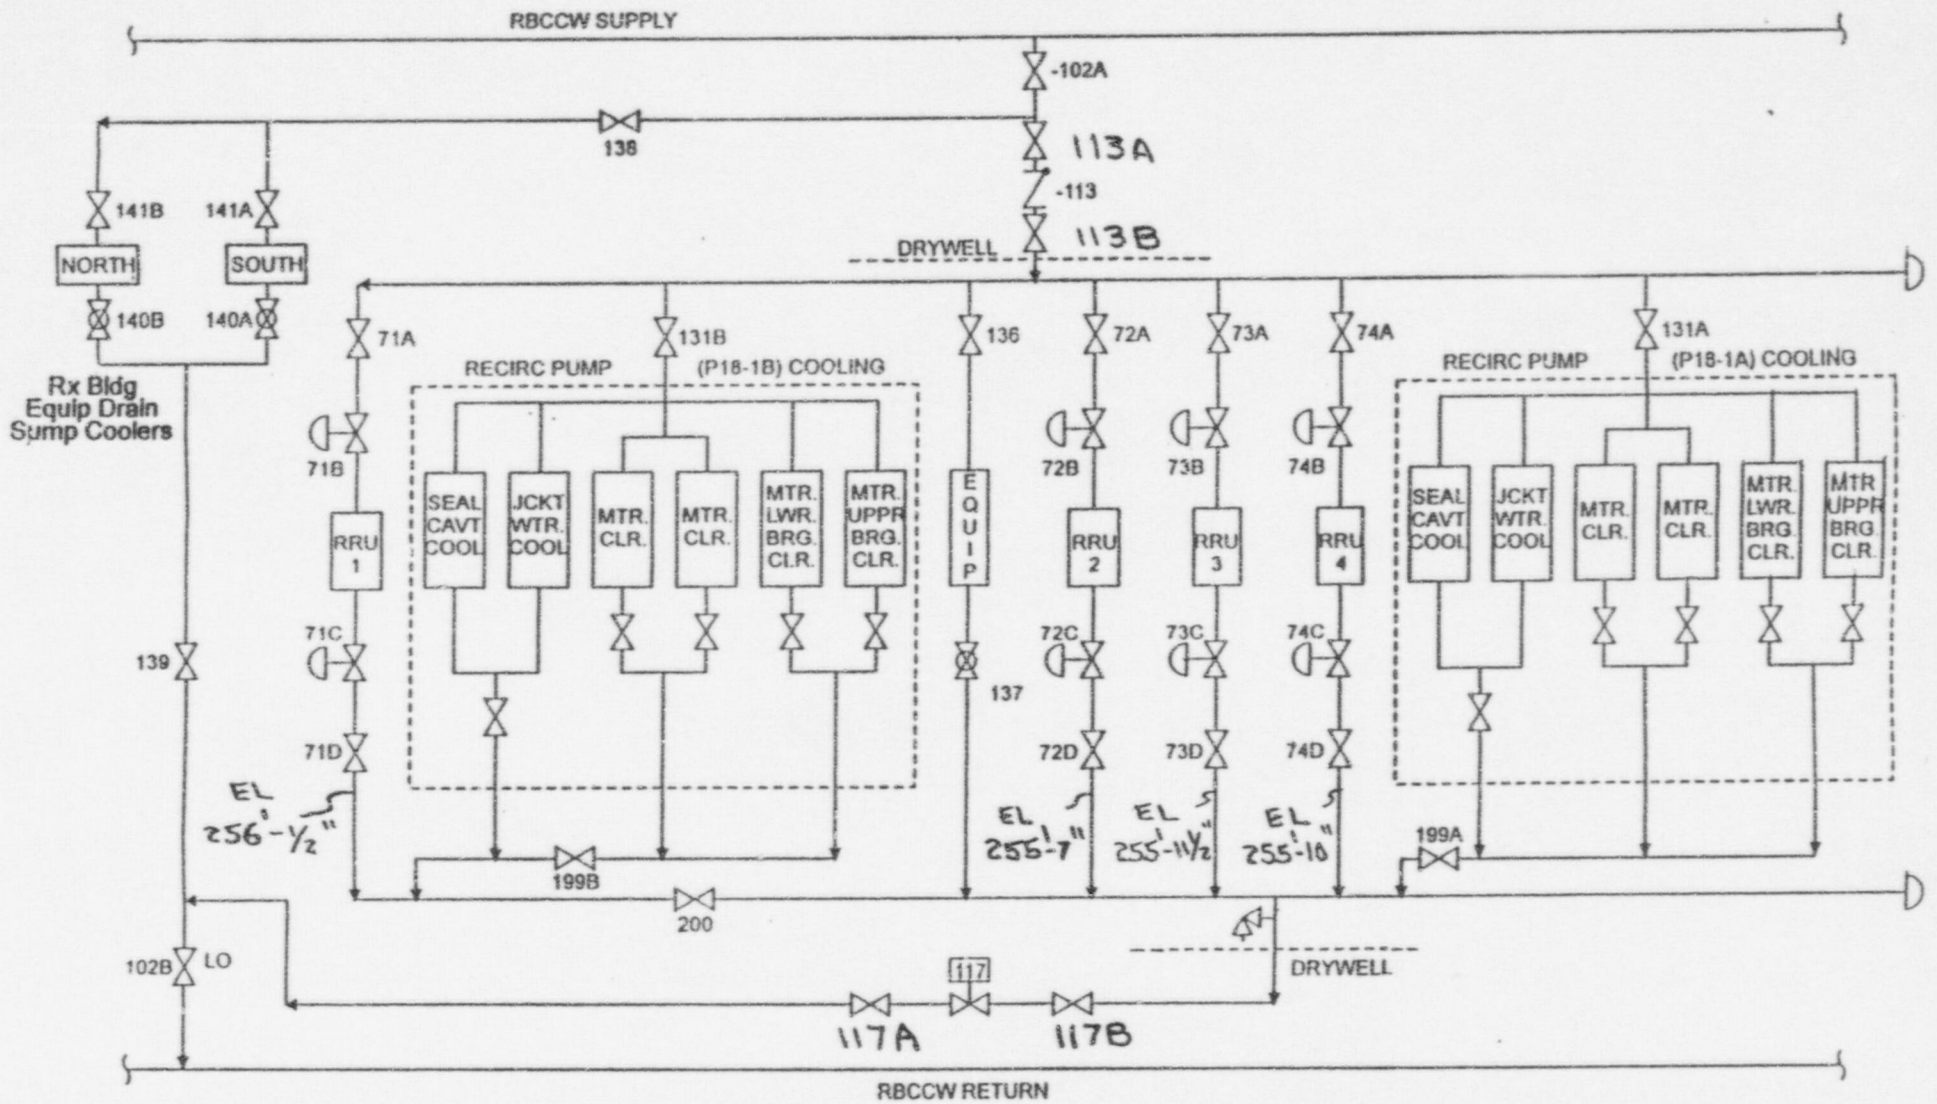 RBCCW SUPPLY
-102A
138
113A
-113
113B
141B
141A
NORTH
SOUTH
140B
140A
Rx Bldg
Equip Drain
Sump Coolers
DRYWELL
71A
131B
136
72A
73A
74A
131A
RECIRC PUMP (P18-1B) COOLING
RECIRC PUMP (P18-1A) COOLING
71B
72B
73B
74B
SEAL
CAVT
COOL
JCKT
WTR.
COOL
MTR.
CLR.
MTR.
CLR.
MTR.
LWR.
BRG.
CLR.
MTR.
UPPR
BRG.
CLR.
EQUIP
RRU
1
RRU
2
RRU
3
RRU
4
SEAL
CAVT
COOL
JCKT
WTR.
COOL
MTR.
CLR.
MTR.
CLR.
MTR.
LWR.
BRG.
CLR.
MTR
UPPR
BRG.
CLR.
139
71C
72C
73C
74C
137
71D
72D
73D
74D
EL
256'-1/2"
EL
255'-7"
EL
255'-11 1/2"
EL
255'-10"
199B
199A
200
102B
LO
117
DRYWELL
117A
117B
RBCCW RETURN